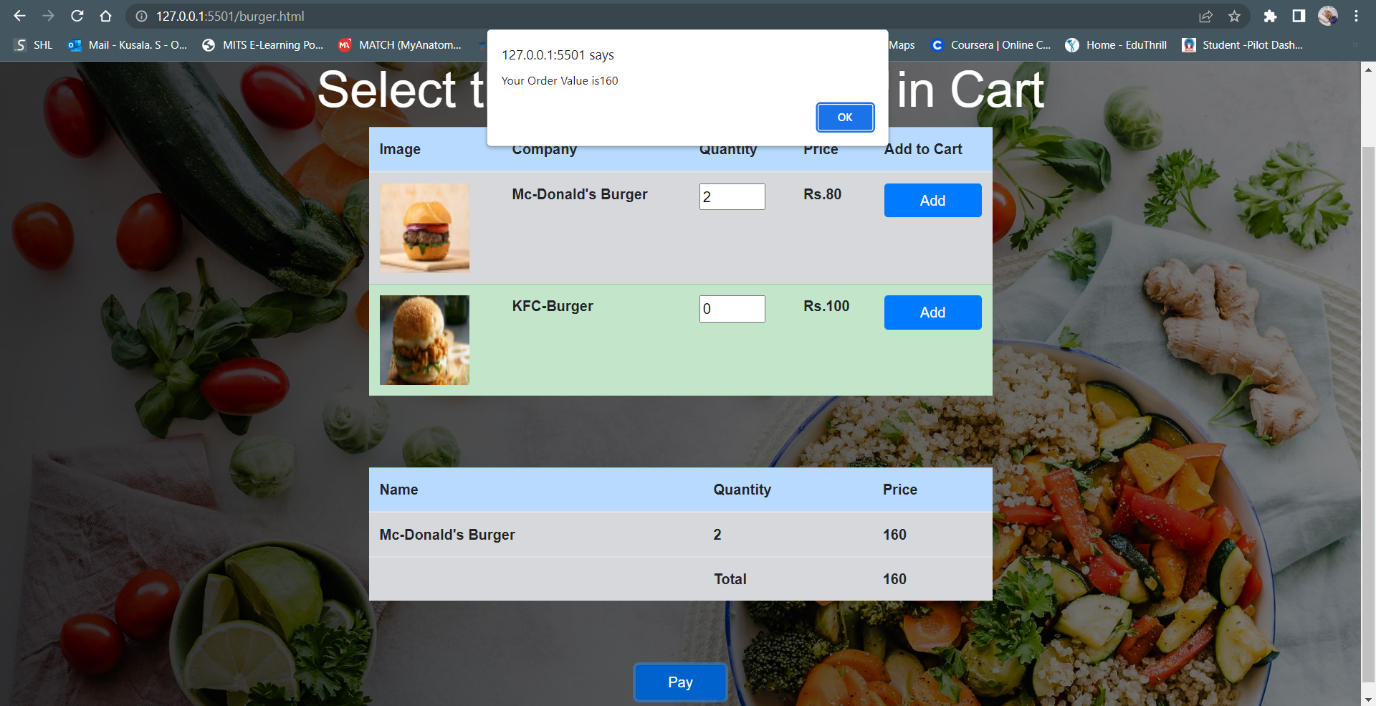 127.0.0.1:5501/burger.html
SHL
Mail - Kusala. S - O...
MITS E-Learning Po...
MATCH (MyAnatom...
Maps
Coursera | Online C...
Home - EduThrill
Student -Pilot Dash...
127.0.0.1:5501 says
Your Order Value is160
OK
Select t
in Cart
Image Company Quantity Price Add to Cart
Mc-Donald's Burger 2 Rs.80 Add
KFC-Burger 0 Rs.100 Add
Name Quantity Price
Mc-Donald's Burger 2 160
Total 160
Pay